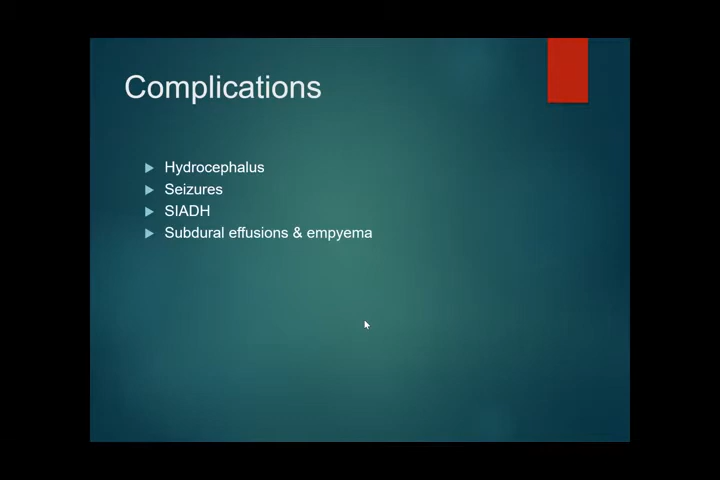 Complications
Hydrocephalus
Seizures
SIADH
Subdural effusions & empyema